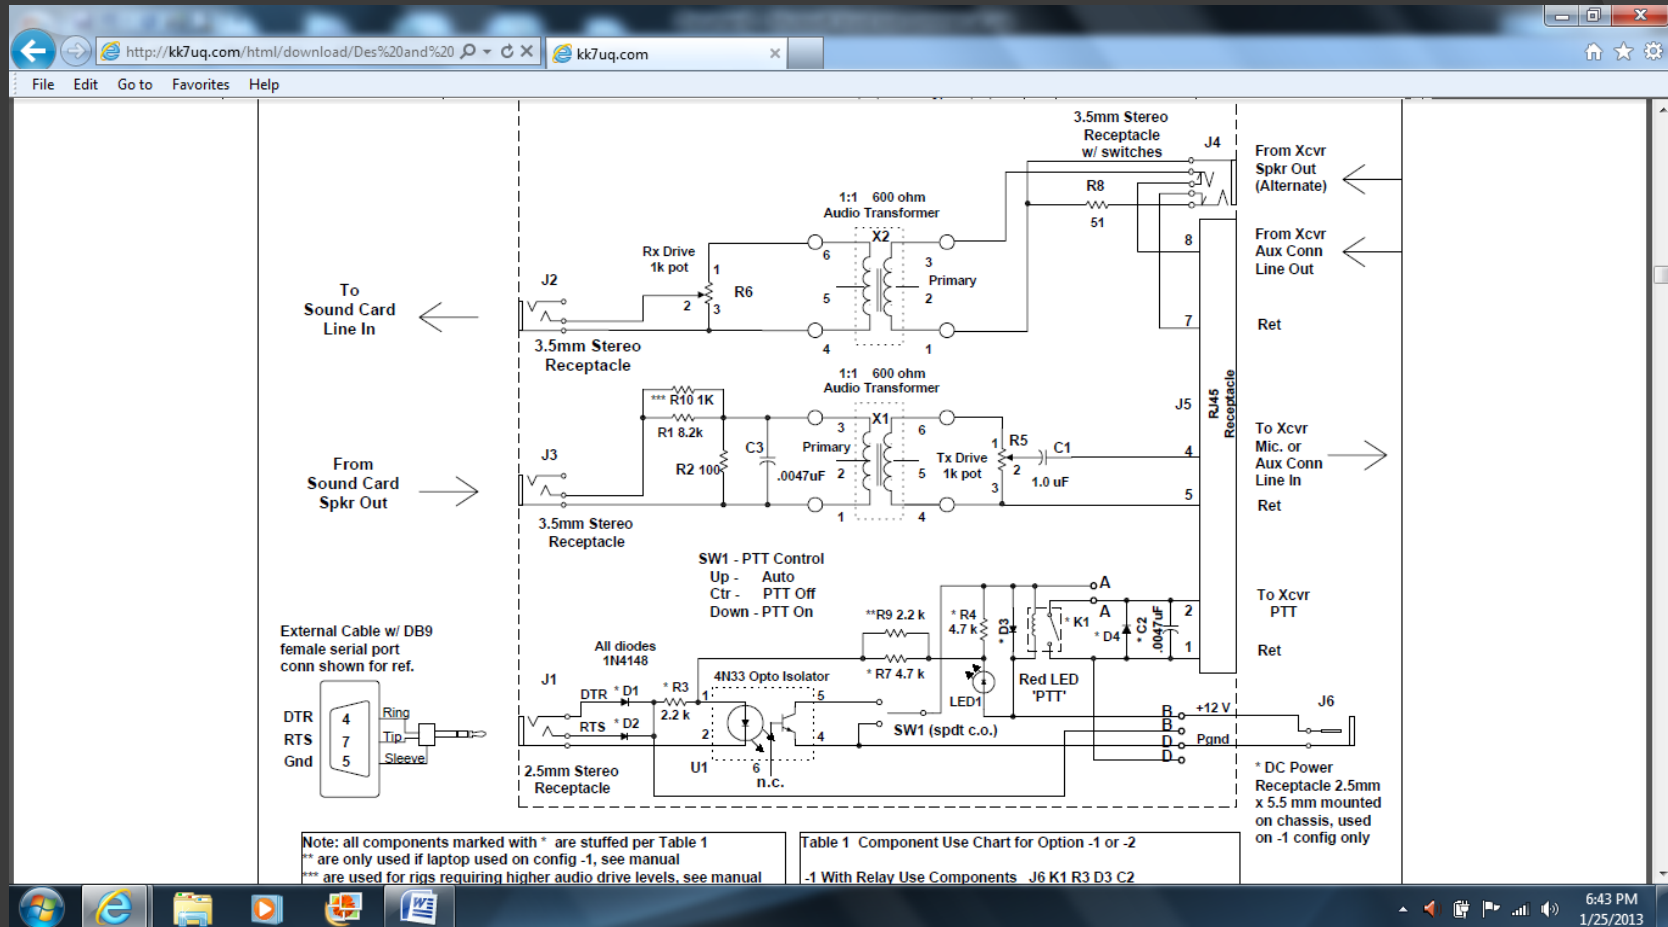 http://kk7uq.com/html/download/Des%20and%20
kk7uq.com
File Edit Go to Favorites Help
3.5mm Stereo
Receptacle
w/ switches
J4
From Xcvr
Spkr Out
(Alternate)
R8
51
1:1 600 ohm
Audio Transformer
X2
6
3
Primary
5
2
4
1
8
From Xcvr
Aux Conn
Line Out
7
Ret
Rx Drive
1k pot
1
2
3
R6
J2
To
Sound Card
Line In
3.5mm Stereo
Receptacle
1:1 600 ohm
Audio Transformer
*** R10 1K
R1 8.2k
R2 100
C3
.0047uF
X1
3
6
Primary
2
5
1
4
Tx Drive
1k pot
1
R5
2
3
C1
1.0 uF
J5
RJ45
Receptacle
4
5
To Xcvr
Mic. or
Aux Conn
Line In
Ret
J3
From
Sound Card
Spkr Out
3.5mm Stereo
Receptacle
SW1 - PTT Control
Up - Auto
Ctr - PTT Off
Down - PTT On
A
A
**R9 2.2 k
* R4
4.7 k
* D3
* K1
* D4
* C2
.0047uF
2
1
To Xcvr
PTT
Ret
* R7 4.7 k
LED1
Red LED
'PTT'
External Cable w/ DB9
female serial port
conn shown for ref.
All diodes
1N4148
J1
DTR * D1
RTS * D2
* R3
2.2 k
4N33 Opto Isolator
1
5
2
4
6
n.c.
U1
SW1 (spdt c.o.)
B
+12 V
B
D
Pgnd
D
J6
DTR 4 Ring
RTS 7 Tip
Gnd 5 Sleeve
2.5mm Stereo
Receptacle
* DC Power
Receptacle 2.5mm
x 5.5 mm mounted
on chassis, used
on -1 config only
Note: all components marked with * are stuffed per Table 1
** are only used if laptop used on config -1, see manual
*** are used for rigs requiring higher audio drive levels, see manual
Table 1 Component Use Chart for Option -1 or -2
-1 With Relay Use Components J6 K1 R3 D3 C2
6:43 PM
1/25/2013